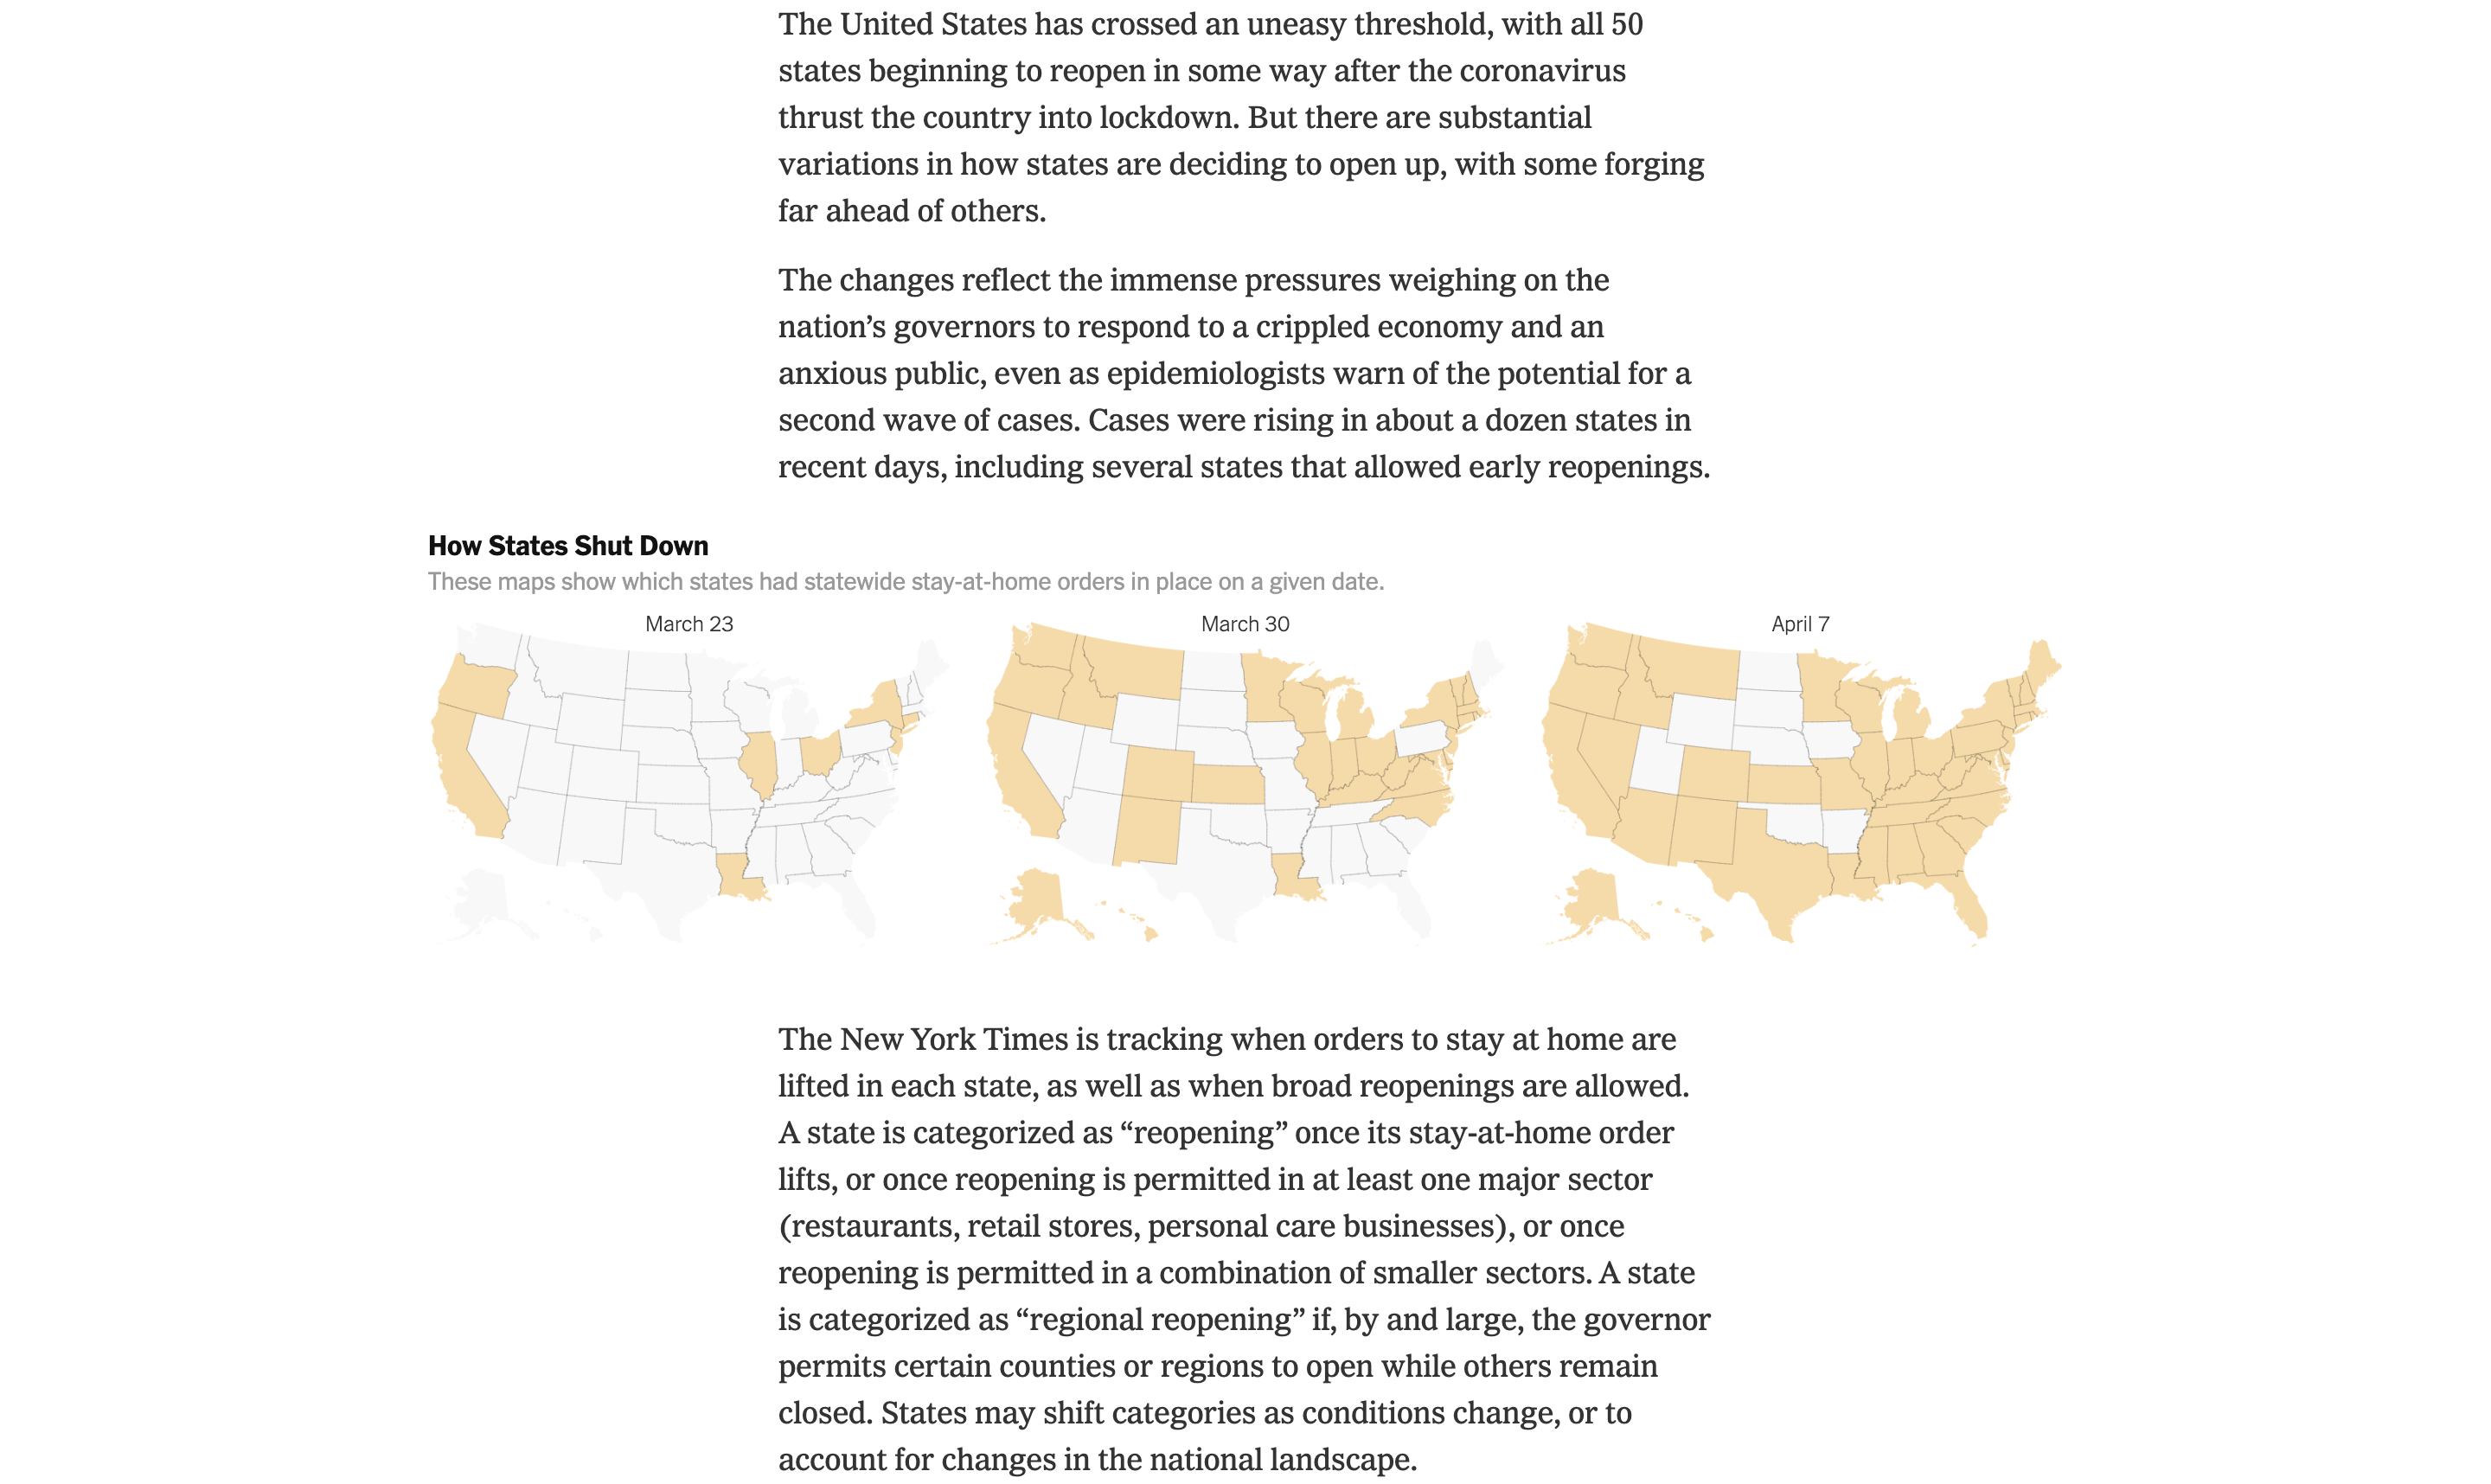 The United States has crossed an uneasy threshold, with all 50
states beginning to reopen in some way after the coronavirus
thrust the country into lockdown. But there are substantial
variations in how states are deciding to open up, with some forging
far ahead of others.
The changes reflect the immense pressures weighing on the
nation’s governors to respond to a crippled economy and an
anxious public, even as epidemiologists warn of the potential for a
second wave of cases. Cases were rising in about a dozen states in
recent days, including several states that allowed early reopenings.
How States Shut Down
These maps show which states had statewide stay-at-home orders in place on a given date.
March 23
March 30
April 7
The New York Times is tracking when orders to stay at home are
lifted in each state, as well as when broad reopenings are allowed.
A state is categorized as “reopening” once its stay-at-home order
lifts, or once reopening is permitted in at least one major sector
(restaurants, retail stores, personal care businesses), or once
reopening is permitted in a combination of smaller sectors. A state
is categorized as “regional reopening” if, by and large, the governor
permits certain counties or regions to open while others remain
closed. States may shift categories as conditions change, or to
account for changes in the national landscape.